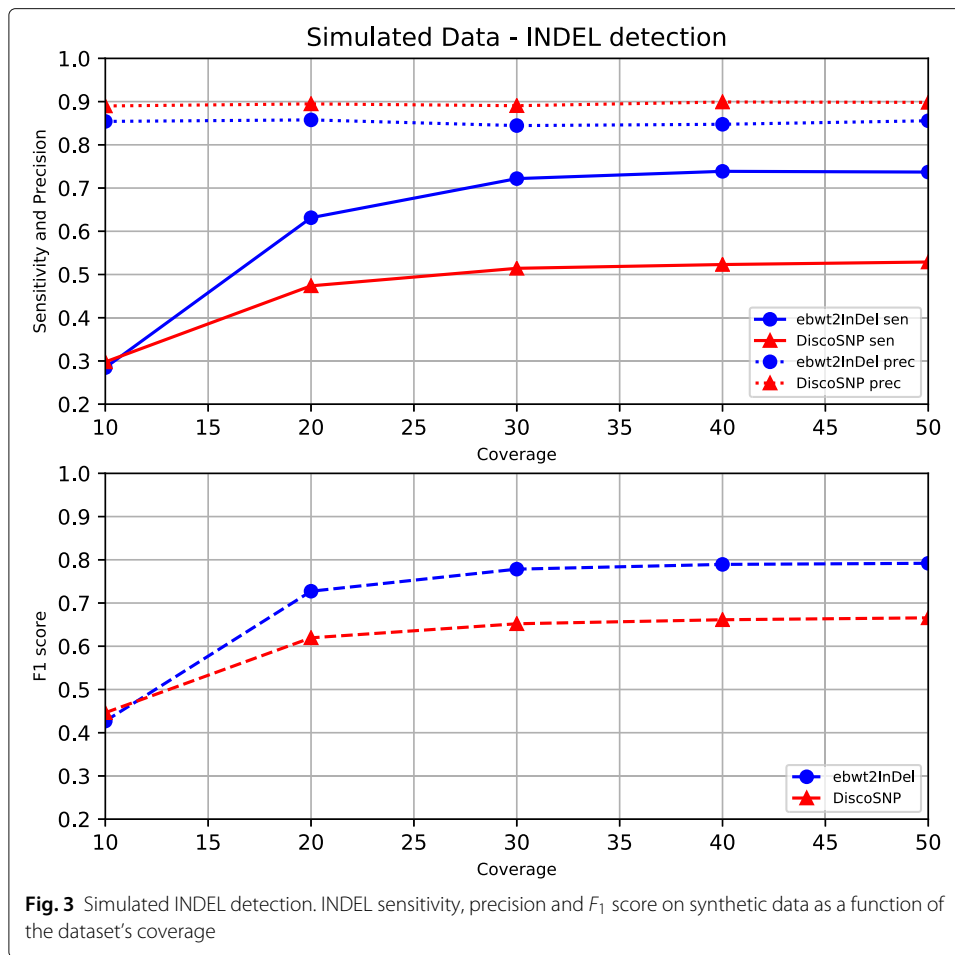 Simulated Data - INDEL detection
Sensitivity and Precision
1.0
0.9
0.8
0.7
0.6
0.5
0.4
0.3
0.2
ebwt2InDel sen
DiscoSNP sen
ebwt2InDel prec
DiscoSNP prec
10 15 20 25 30 35 40 45 50
Coverage
F1 score
1.0
0.9
0.8
0.7
0.6
0.5
0.4
0.3
0.2
ebwt2InDel
DiscoSNP
10 15 20 25 30 35 40 45 50
Coverage
Fig. 3 Simulated INDEL detection. INDEL sensitivity, precision and F₁ score on synthetic data as a function of
the dataset's coverage